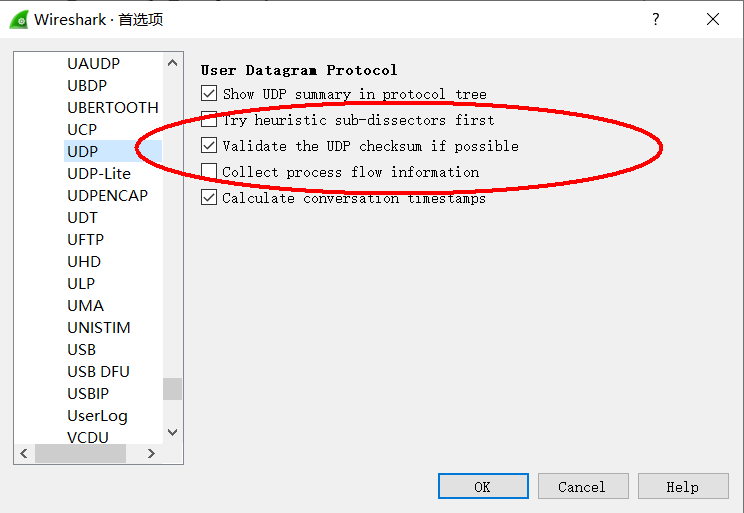 Wireshark · 首选项
?
UAUDP
UBDP
UBERTOOTH
UCP
UDP
UDP-Lite
UDPENCAP
UDT
UFTP
UHD
ULP
UMA
UNISTIM
USB
USB DFU
USBIP
UserLog
VCDU
User Datagram Protocol
Show UDP summary in protocol tree
Try heuristic sub-dissectors first
Validate the UDP checksum if possible
Collect process flow information
Calculate conversation timestamps
OK
Cancel
Help